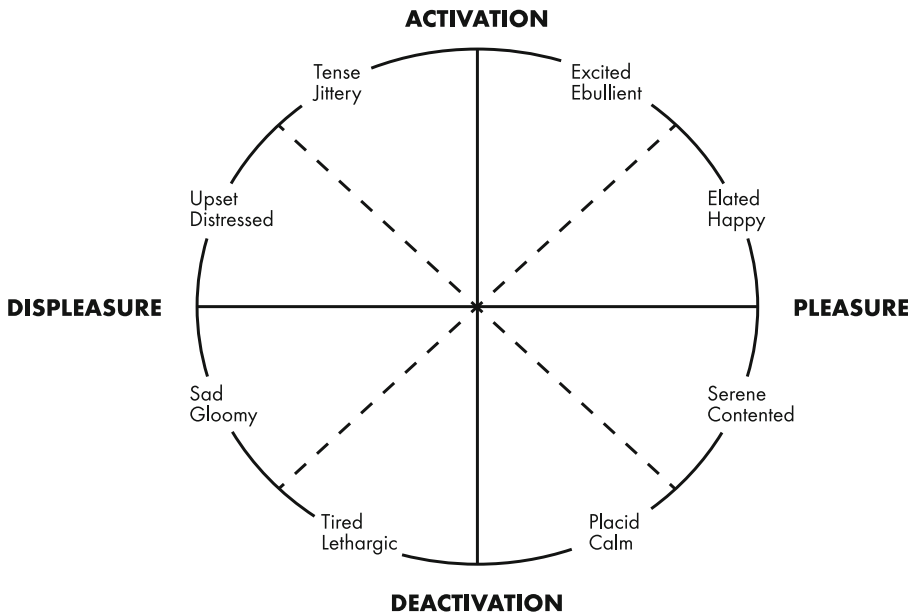 ACTIVATION
Tense
Jittery
Excited
Ebullient
Upset
Distressed
Elated
Happy
DISPLEASURE
PLEASURE
Sad
Gloomy
Serene
Contented
Tired
Lethargic
Placid
Calm
DEACTIVATION